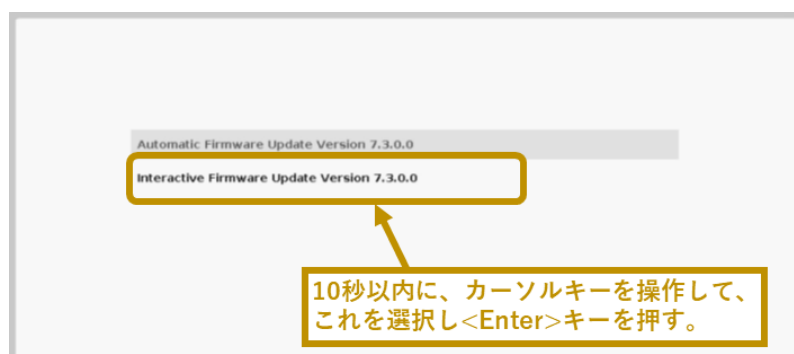 Automatic Firmware Update Version 7.3.0.0
Interactive Firmware Update Version 7.3.0.0
10秒以内に、カーソルキーを操作して、
これを選択し<Enter>キーを押す。